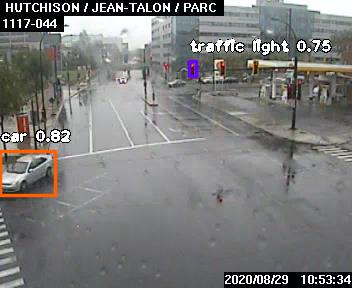 HUTCHISON / JEAN-TALON / PARC
1117-044
traffic light 0.75
car 0.82
2020/08/29 10:53:34